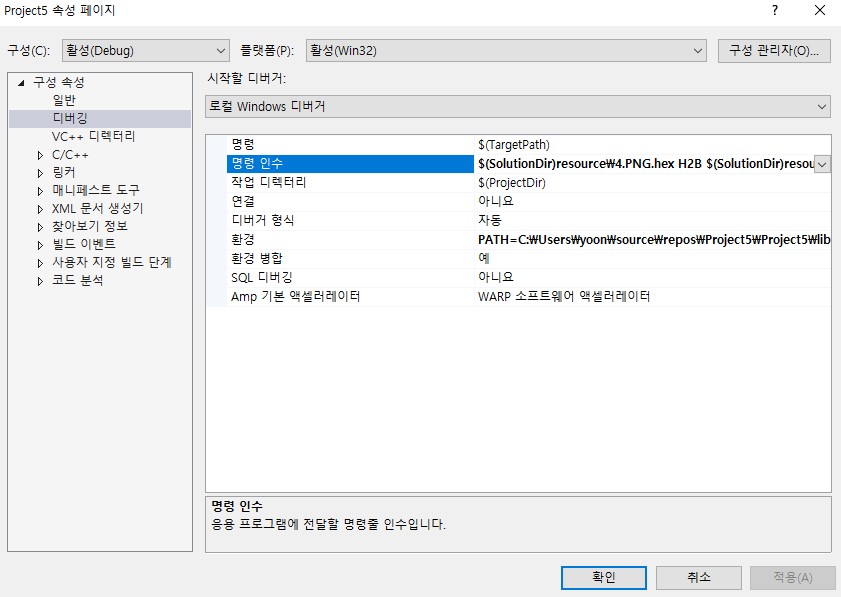 Project5 속성 페이지
?
구성(C): 활성(Debug) 플랫폼(P): 활성(Win32) 구성 관리자(O)...
시작할 디버거:
로컬 Windows 디버거
구성 속성
일반
디버깅
VC++ 디렉터리
C/C++
링커
매니페스트 도구
XML 문서 생성기
찾아보기 정보
빌드 이벤트
사용자 지정 빌드 단계
코드 분석
명령 $(TargetPath)
명령 인수 $(SolutionDir)resource\4.PNG.hex H2B $(SolutionDir)resou
작업 디렉터리 $(ProjectDir)
연결 아니요
디버거 형식 자동
환경 PATH=C:\Users\yoon\source\repos\Project5\Project5\lib
환경 병합 예
SQL 디버깅 아니요
Amp 기본 액셀러레이터 WARP 소프트웨어 액셀러레이터
명령 인수
응용 프로그램에 전달할 명령줄 인수입니다.
확인 취소 적용(A)